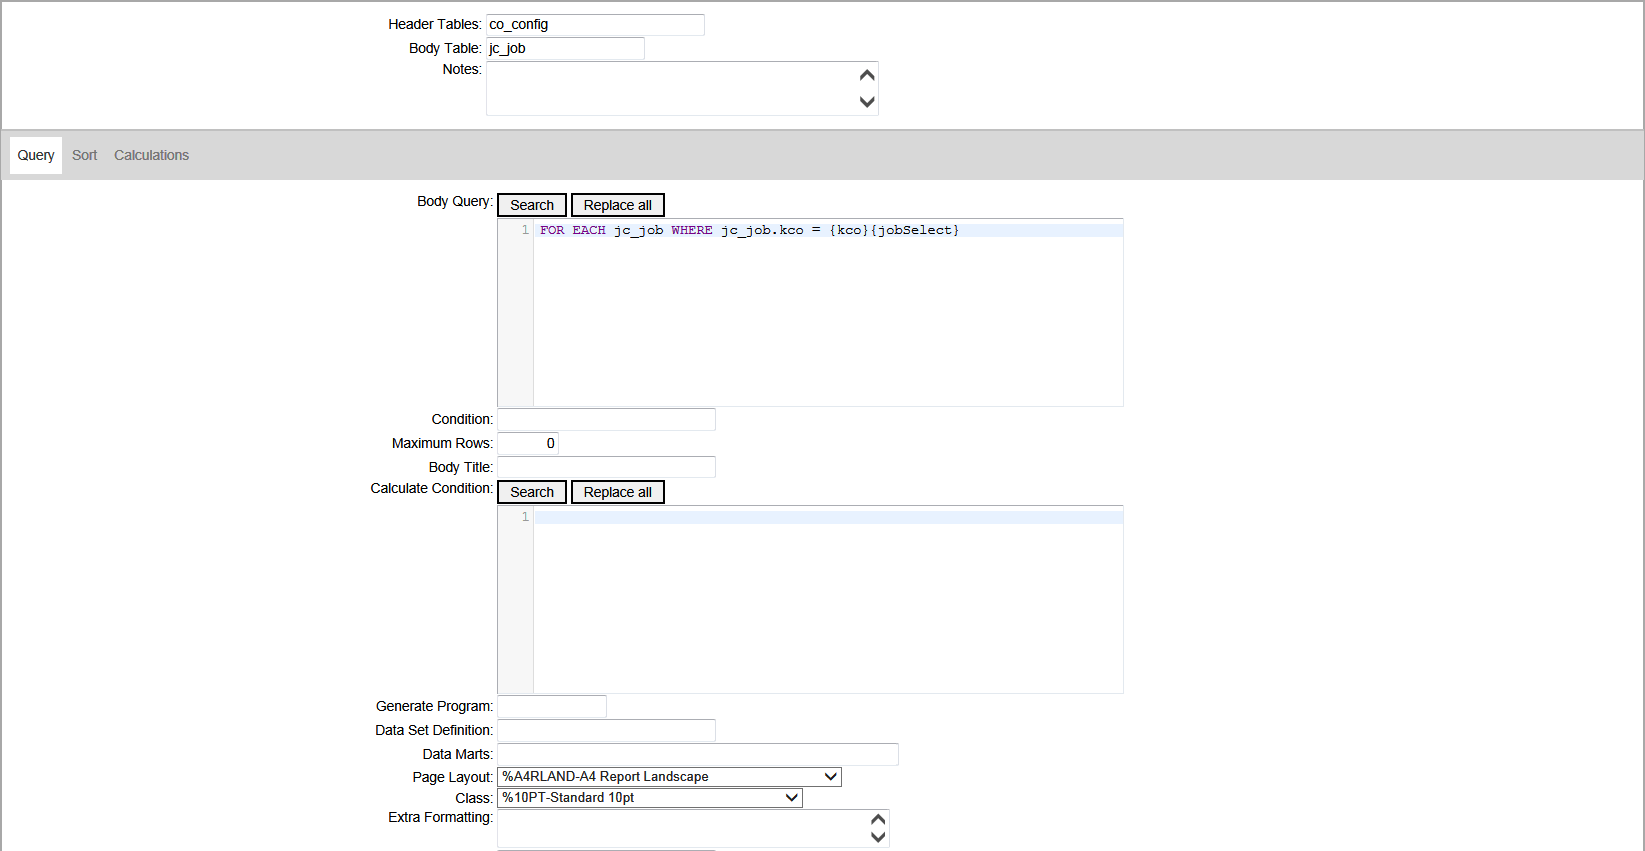 Header Tables: co_config
Body Table: jc_job
Notes:
Query Sort Calculations
Body Query: Search Replace all
1 FOR EACH jc_job WHERE jc_job.kco = {kco}{jobSelect}
Condition:
Maximum Rows: 0
Body Title:
Calculate Condition: Search Replace all
1
Generate Program:
Data Set Definition:
Data Marts:
Page Layout: %A4RLAND-A4 Report Landscape
Class: %10PT-Standard 10pt
Extra Formatting: